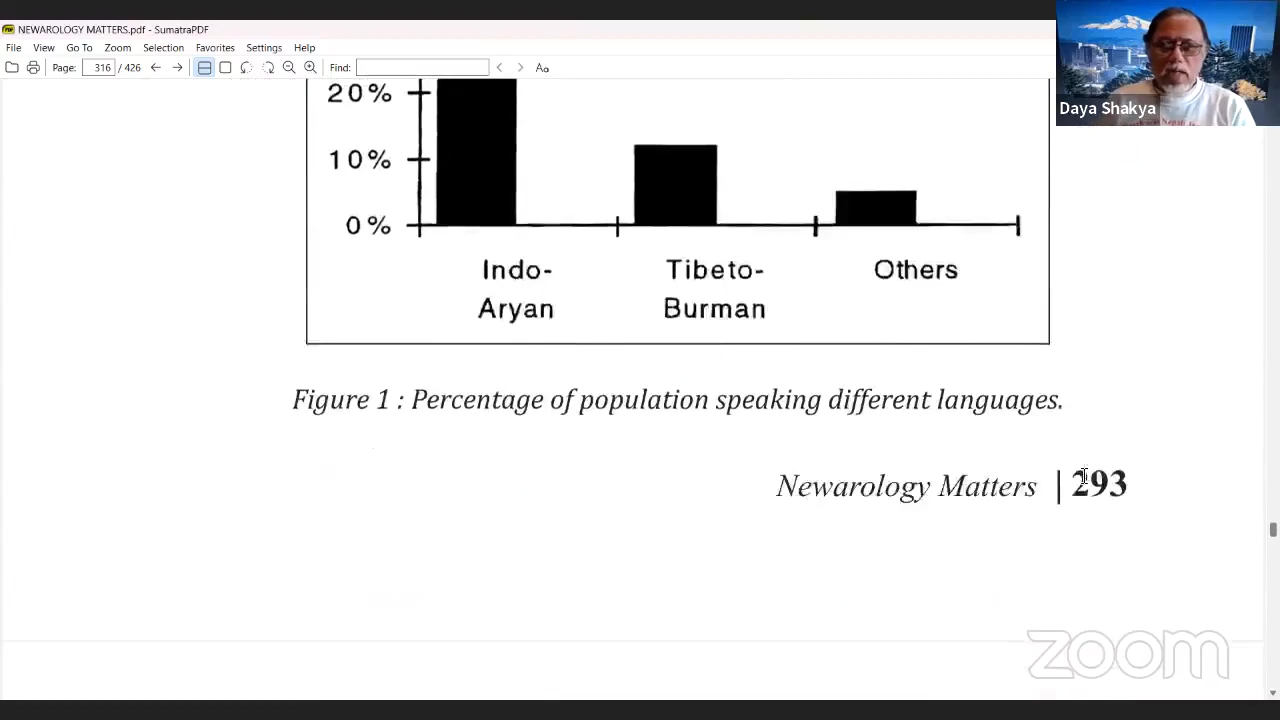 NEWAROLOGY MATTERS.pdf - SumatraPDF
File View Go To Zoom Selection Favorites Settings Help
Page: 316 / 426 Find: Aa
Daya Shakya
20%
10%
0%
Indo-
Aryan
Tibeto-
Burman
Others
Figure 1 : Percentage of population speaking different languages.
Newarology Matters | 293
zoom